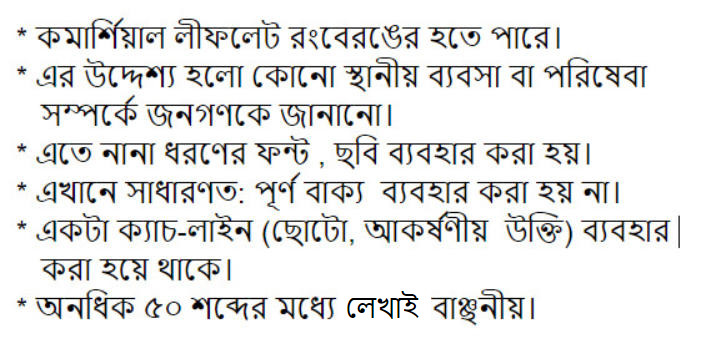 * কমার্শিয়াল লীফলেট রংবেরঙের হতে পারে।
* এর উদ্দেশ্য হলো কোনো স্থানীয় ব্যবসা বা পরিষেবা
সম্পর্কে জনগণকে জানানো।
* এতে নানা ধরণের ফন্ট , ছবি ব্যবহার করা হয়।
* এখানে সাধারণত: পূর্ণ বাক্য ব্যবহার করা হয় না।
* একটা ক্যাচ-লাইন (ছোটো, আকর্ষণীয় উক্তি) ব্যবহার
করা হয়ে থাকে।
* অনধিক ৫০ শব্দের মধ্যে লেখাই বাঞ্ছনীয়।